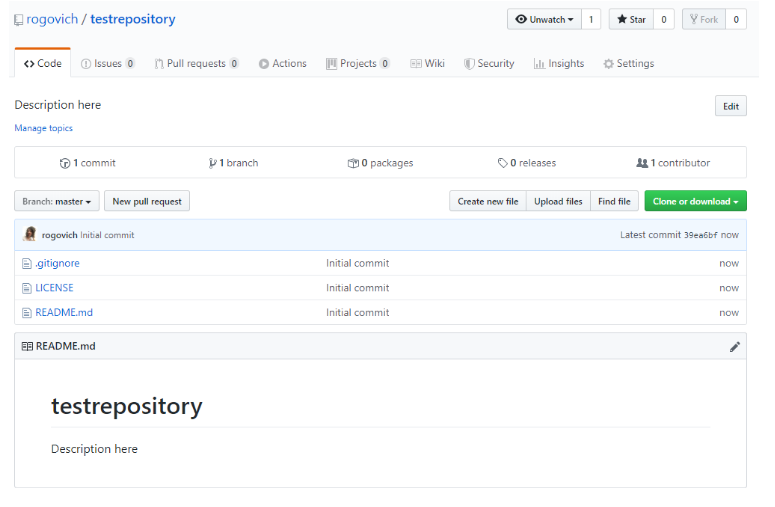 rogovich / testrepository Unwatch 1 Star 0 Fork 0
Code Issues 0 Pull requests 0 Actions Projects 0 Wiki Security Insights Settings
Description here Edit
Manage topics
1 commit 1 branch 0 packages 0 releases 1 contributor
Branch: master New pull request Create new file Upload files Find file Clone or download
rogovich Initial commit Latest commit 39ea6bf now
.gitignore Initial commit now
LICENSE Initial commit now
README.md Initial commit now
README.md
testrepository
Description here